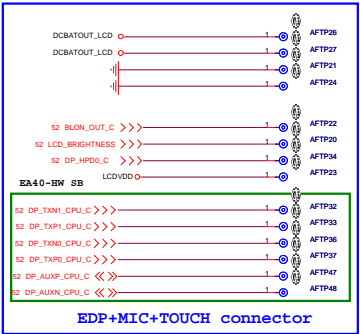 DCBATOUT_LCD 1 AFTP26
DCBATOUT_LCD 1 AFTP27
1 AFTP21
1 AFTP24
52 BLON_OUT_C 1 AFTP22
52 LCD_BRIGHTNESS 1 AFTP20
52 DP_HPD0_C 1 AFTP34
LCDVDD 1 AFTP23
EA40-HW SB
52 DP_TXN1_CPU_C 1 AFTP32
52 DP_TXP1_CPU_C 1 AFTP33
52 DP_TXN0_CPU_C 1 AFTP36
52 DP_TXP0_CPU_C 1 AFTP37
52 DP_AUXP_CPU_C 1 AFTP47
52 DP_AUXN_CPU_C 1 AFTP48
EDP+MIC+TOUCH connector